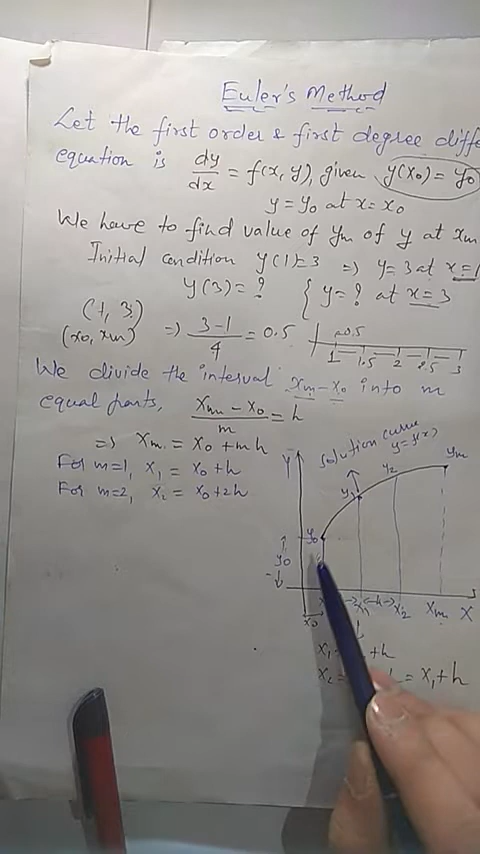 Euler's Method
Let the first order & first degree diffe
equation is dy/dx = f(x, y), given y(x₀) = y₀
y = y₀ at x = x₀
We have to find value of yₘ of y at xₘ
Initial condition y(1)=3 => y = 3 at x = 1
y(3) = ? { y = ? at x = 3
(1, 3)
(x₀, xₘ) => 3-1/4 = 0.5
0.5
1 1.5 2 2.5 3
We divide the interval xₘ - x₀ into m
equal parts, xₘ - x₀/m = h
=> xₘ = x₀ + mh
For m=1, x₁ = x₀ + h
For m=2, x₂ = x₀ + 2h
Solution curve
y = f(x)
Y
y₀ y₁ y₂ yₘ
y₀
x₀ x₁ h x₂ xₘ X
x₁ = + h
x₂ = = x₁ + h